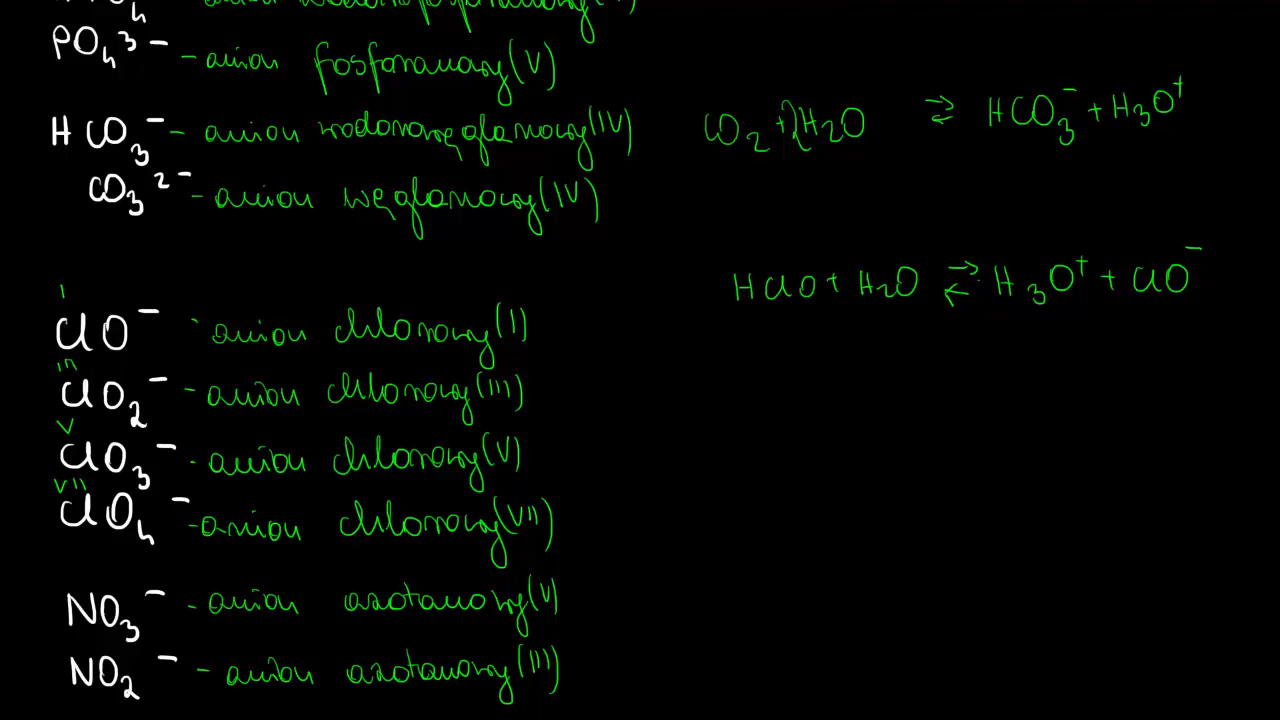 PO₄³⁻ - anion fosforanowy(V)
HCO₃⁻ - anion wodorowęglanowy(IV)
CO₃²⁻ - anion węglanowy(IV)
CO₂ + 2H₂O ⇄ HCO₃⁻ + H₃O⁺
HClO + H₂O ⇄ H₃O⁺ + ClO⁻
I
ClO⁻ - anion chlorowy(I)
III
ClO₂⁻ - anion chlorowy(III)
V
ClO₃⁻ - anion chlorowy(V)
VII
ClO₄⁻ - anion chlorowy(VII)
NO₃⁻ - anion azotanowy(V)
NO₂⁻ - anion azotanowy(III)